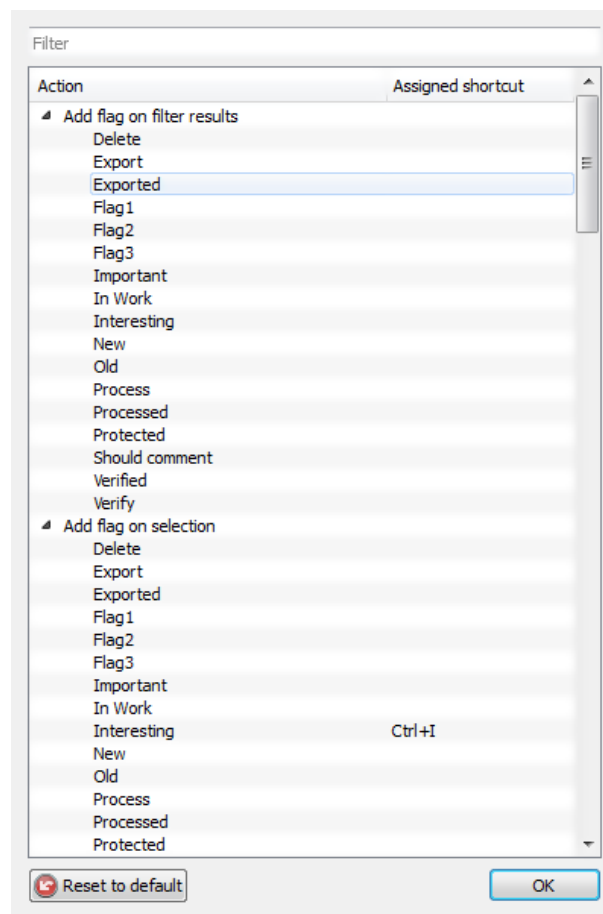 Filter
Action Assigned shortcut
Add flag on filter results
Delete
Export
Exported
Flag1
Flag2
Flag3
Important
In Work
Interesting
New
Old
Process
Processed
Protected
Should comment
Verified
Verify
Add flag on selection
Delete
Export
Exported
Flag1
Flag2
Flag3
Important
In Work
Interesting Ctrl+I
New
Old
Process
Processed
Protected
Reset to default OK